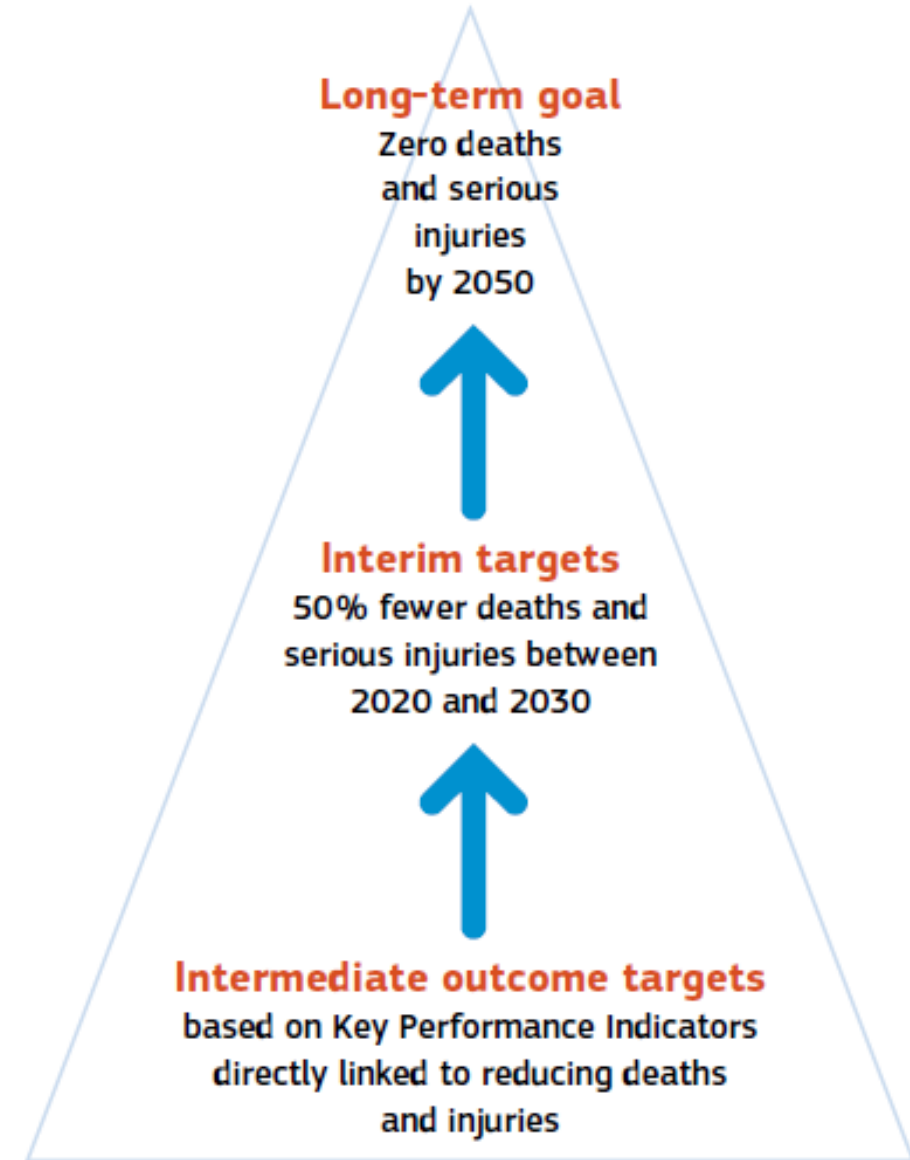 Long-term goal
Zero deaths
and serious
injuries
by 2050
Interim targets
50% fewer deaths and
serious injuries between
2020 and 2030
Intermediate outcome targets
based on Key Performance Indicators
directly linked to reducing deaths
and injuries